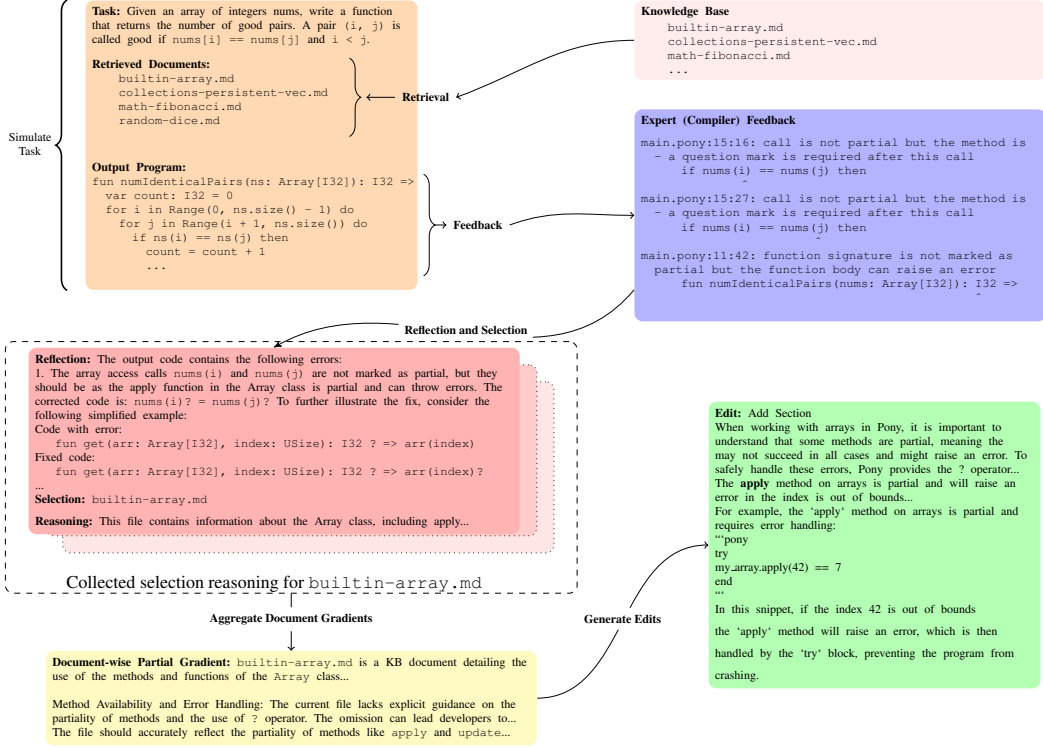 Task: Given an array of integers nums, write a function
that returns the number of good pairs. A pair (i, j) is
called good if nums[i] == nums[j] and i < j.
Retrieved Documents:
builtin-array.md
collections-persistent-vec.md
math-fibonacci.md
random-dice.md
Output Program:
fun numIdenticalPairs(ns: Array[I32]): I32 =>
var count: I32 = 0
for i in Range(0, ns.size() - 1) do
for j in Range(i + 1, ns.size()) do
if ns(i) == ns(j) then
count = count + 1
...
Simulate
Task
Retrieval
Feedback
Knowledge Base
builtin-array.md
collections-persistent-vec.md
math-fibonacci.md
...
Expert (Compiler) Feedback
main.pony:15:16: call is not partial but the method is
- a question mark is required after this call
if nums(i) == nums(j) then
^
main.pony:15:27: call is not partial but the method is
- a question mark is required after this call
if nums(i) == nums(j) then
^
main.pony:11:42: function signature is not marked as
partial but the function body can raise an error
fun numIdenticalPairs(nums: Array[I32]): I32 =>
^
Reflection and Selection
Reflection: The output code contains the following errors:
1. The array access calls nums(i) and nums(j) are not marked as partial, but they
should be as the apply function in the Array class is partial and can throw errors. The
corrected code is: nums(i)? = nums(j)? To further illustrate the fix, consider the
following simplified example:
Code with error:
fun get(arr: Array[I32], index: USize): I32 ? => arr(index)
Fixed code:
fun get(arr: Array[I32], index: USize): I32 ? => arr(index)?
...
Selection: builtin-array.md
Reasoning: This file contains information about the Array class, including apply...
Collected selection reasoning for builtin-array.md
Aggregate Document Gradients
Document-wise Partial Gradient: builtin-array.md is a KB document detailing the
use of the methods and functions of the Array class...
Method Availability and Error Handling: The current file lacks explicit guidance on the
partiality of methods and the use of ? operator. The omission can lead developers to...
The file should accurately reflect the partiality of methods like apply and update...
Generate Edits
Edit: Add Section
When working with arrays in Pony, it is important to
understand that some methods are partial, meaning the
may not succeed in all cases and might raise an error. To
safely handle these errors, Pony provides the ? operator...
The apply method on arrays is partial and will raise an
error in the index is out of bounds...
For example, the ‘apply‘ method on arrays is partial and
requires error handling:
“‘pony
try
my_array.apply(42) == 7
end
“‘
In this snippet, if the index 42 is out of bounds
the ‘apply‘ method will raise an error, which is then
handled by the ‘try‘ block, preventing the program from
crashing.